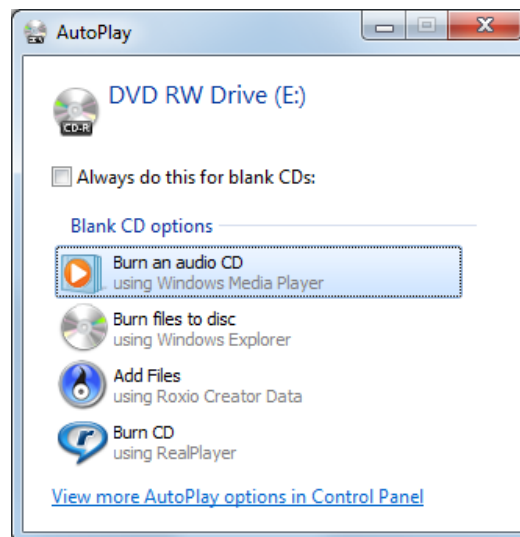 AutoPlay
DVD RW Drive (E:)
CD-R
Always do this for blank CDs:
Blank CD options
Burn an audio CD
using Windows Media Player
Burn files to disc
using Windows Explorer
Add Files
using Roxio Creator Data
Burn CD
using RealPlayer
View more AutoPlay options in Control Panel